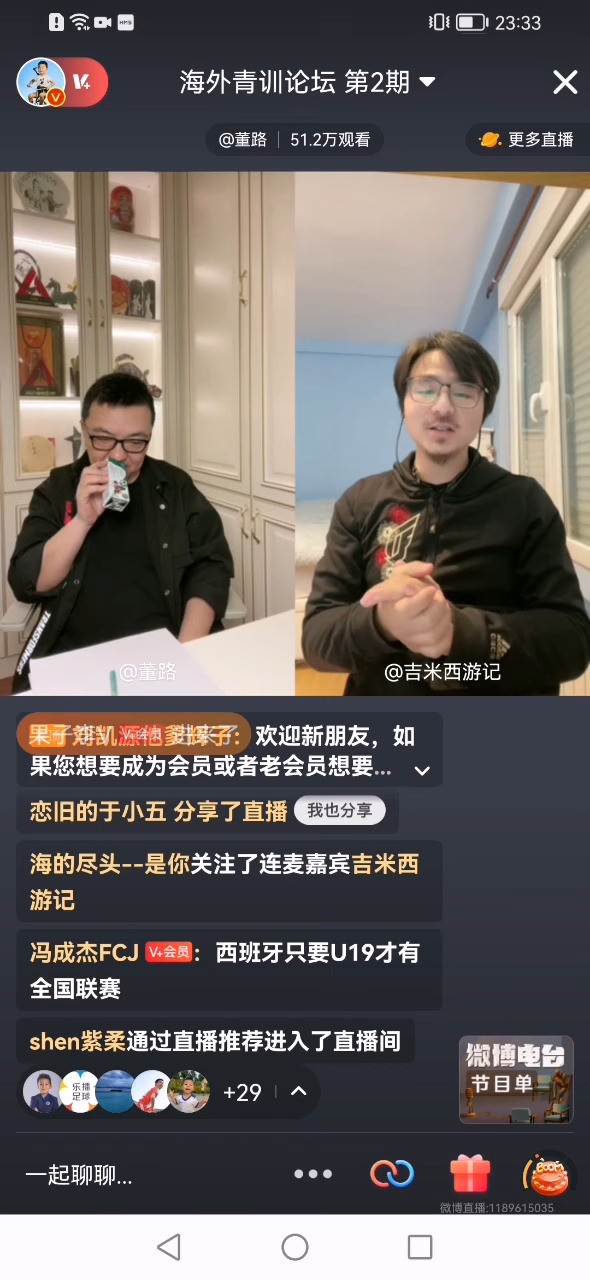 HMS
23:33
V+
V
海外青训论坛 第2期
@董路 51.2万观看
更多直播
TRANSFORMERS
@董路
@吉米西游记
欢迎新朋友，如
果您想要成为会员或者老会员想要...
恋旧的于小五 分享了直播 我也分享
海的尽头--是你关注了连麦嘉宾吉米西
游记
冯成杰FCJ V+会员： 西班牙只要U19才有
全国联赛
shen紫柔通过直播推荐进入了直播间
乐播
足球
+29
微博电台
节目单
一起聊聊...
微博直播:1189615035